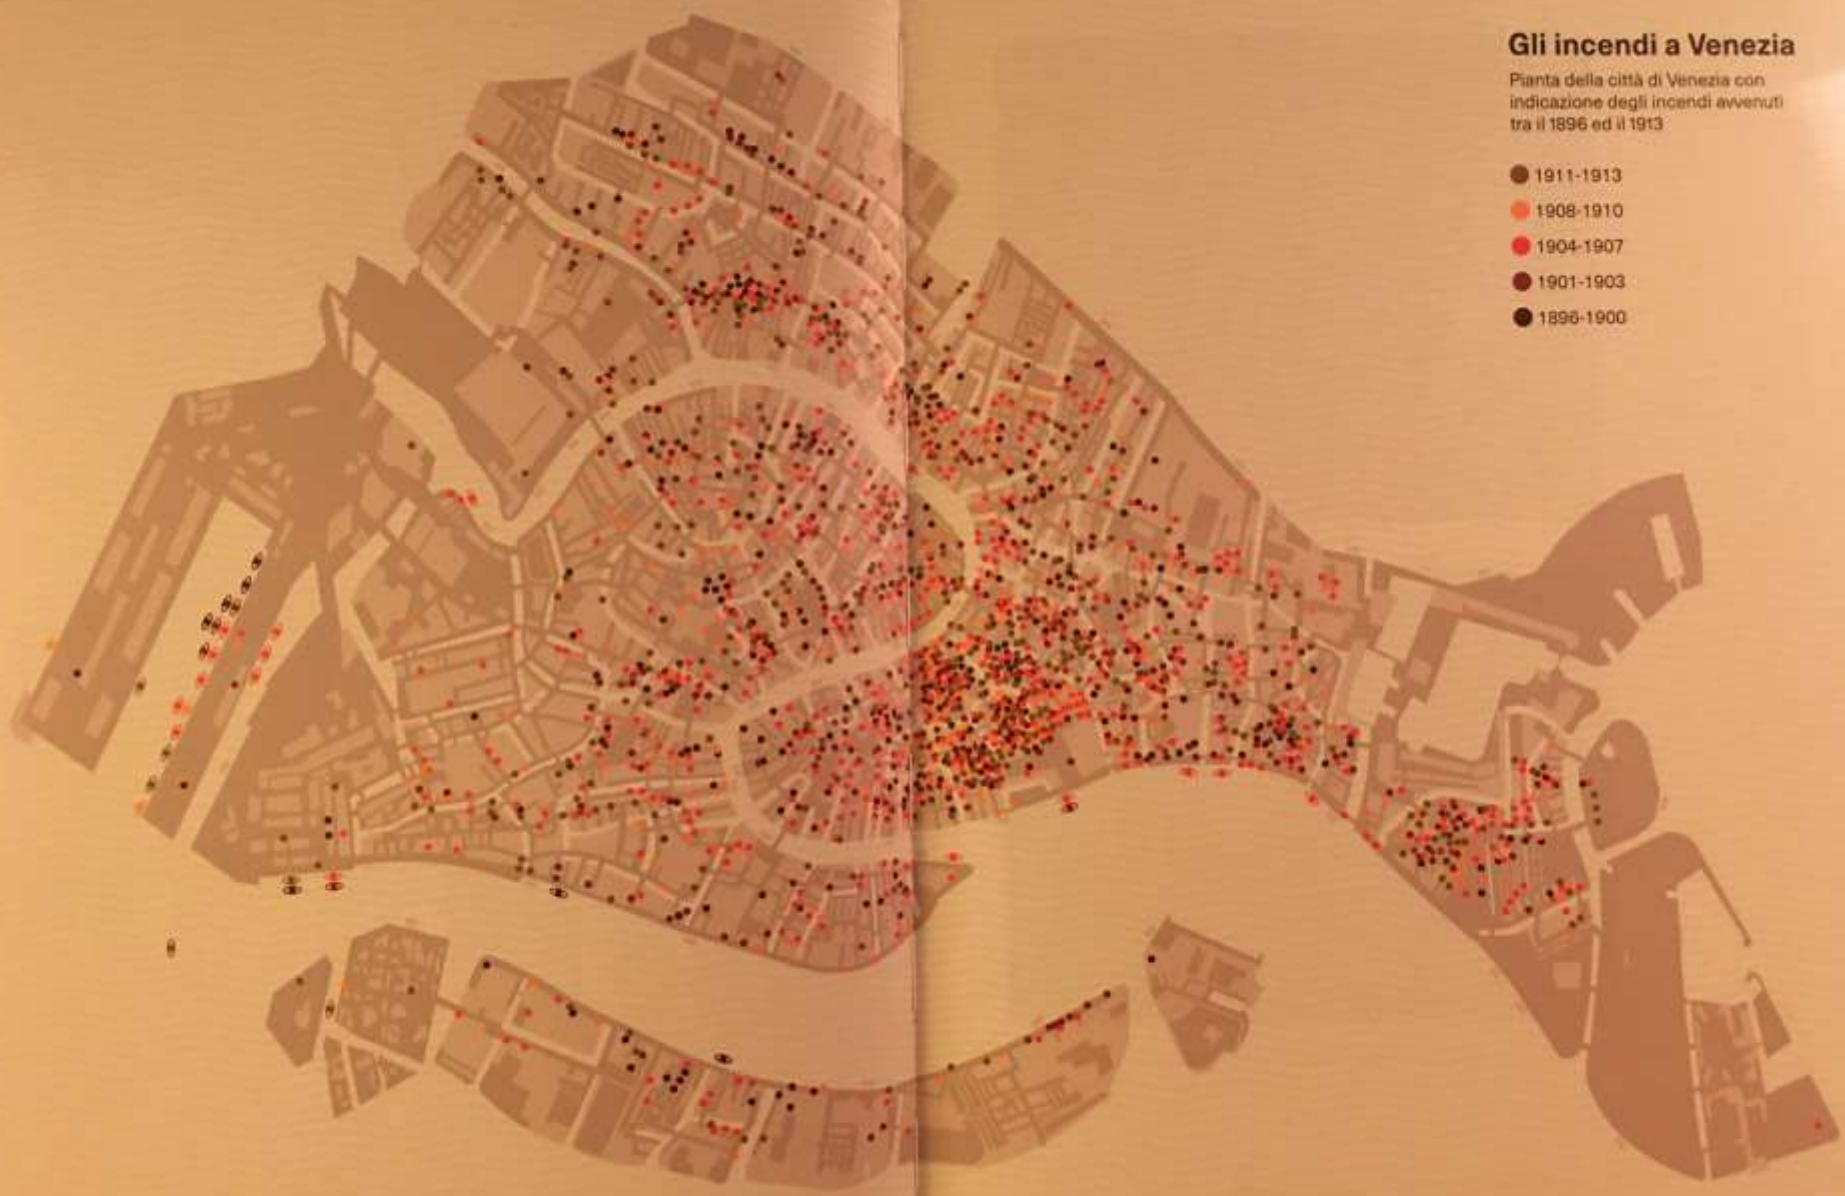 Gli incendi a Venezia
Pianta della città di Venezia con
indicazione degli incendi avvenuti
tra il 1896 ed il 1913
1911-1913
1908-1910
1904-1907
1901-1903
1896-1900